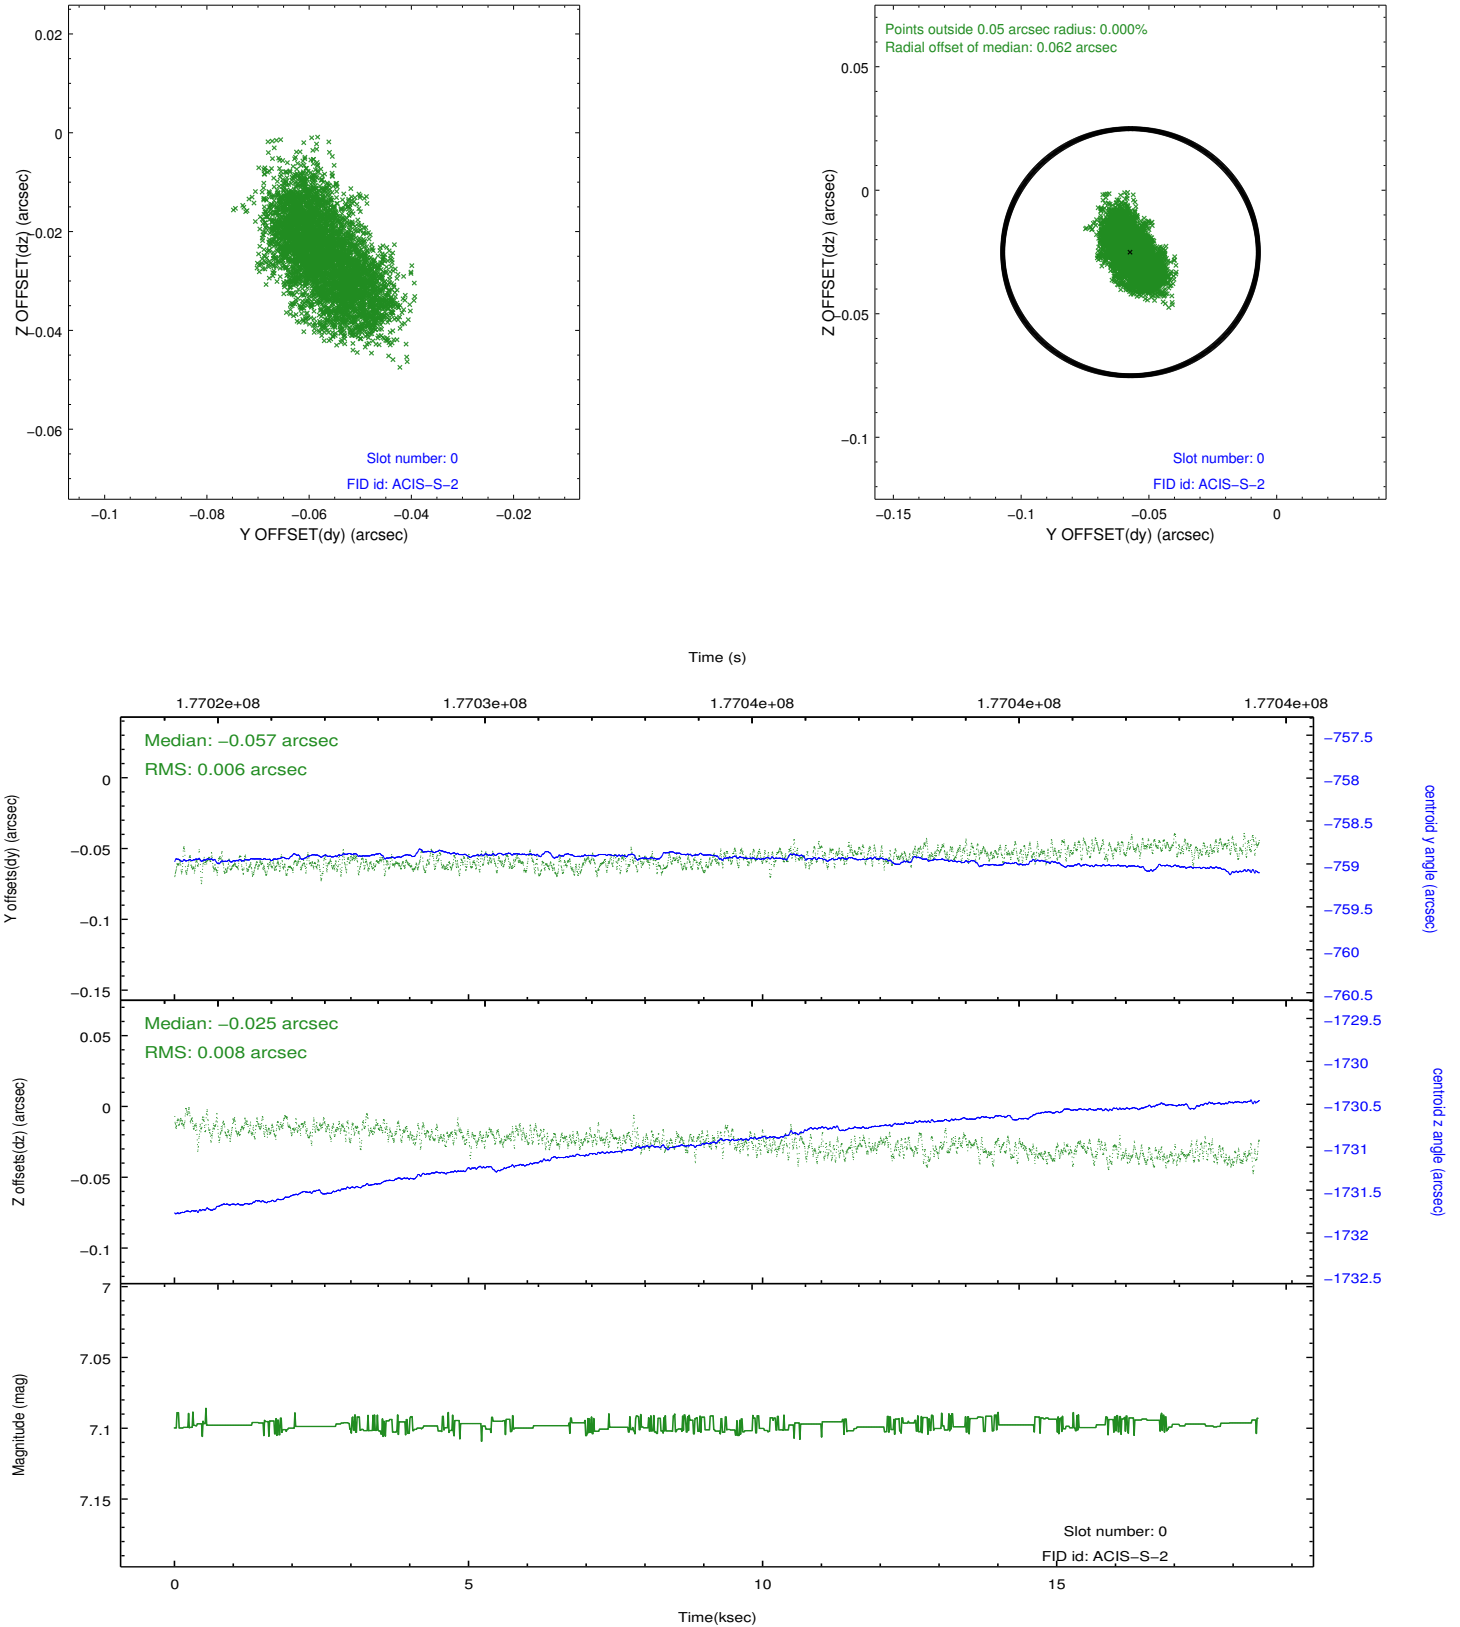 0.02
0
−0.02
−0.04
−0.06
Z OFFSET(dz) (arcsec)
Slot number: 0
FID id: ACIS−S−2
−0.1
−0.08
−0.06
−0.04
−0.02
Y OFFSET(dy) (arcsec)
Points outside 0.05 arcsec radius: 0.000%
Radial offset of median: 0.062 arcsec
0.05
0
−0.05
−0.1
Z OFFSET(dz) (arcsec)
Slot number: 0
FID id: ACIS−S−2
−0.15
−0.1
−0.05
0
Y OFFSET(dy) (arcsec)
Time (s)
1.7702e+08
1.7703e+08
1.7704e+08
1.7704e+08
1.7704e+08
Median: −0.057 arcsec
RMS: 0.006 arcsec
0
−0.05
−0.1
−0.15
Y offsets(dy) (arcsec)
−757.5
−758
−758.5
−759
−759.5
−760
−760.5
centroid y angle (arcsec)
Median: −0.025 arcsec
RMS: 0.008 arcsec
0.05
0
−0.05
−0.1
Z offsets(dz) (arcsec)
−1729.5
−1730
−1730.5
−1731
−1731.5
−1732
−1732.5
centroid z angle (arcsec)
7
7.05
7.1
7.15
Magnitude (mag)
Slot number: 0
FID id: ACIS−S−2
0
5
10
15
Time(ksec)